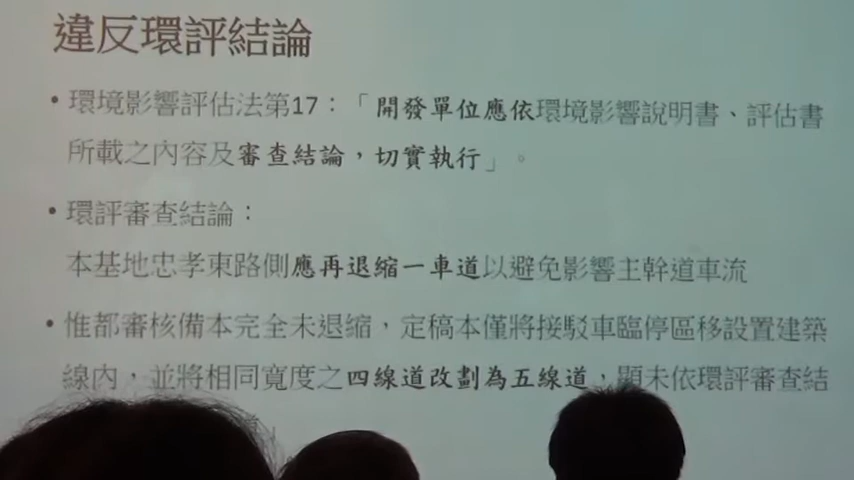 違反環評結論
• 環境影響評估法第17：「開發單位應依環境影響說明書、評估書
所載之內容及審查結論，切實執行」。
• 環評審查結論：
本基地忠孝東路側應再退縮一車道以避免影響主幹道車流
• 惟都審核備本完全未退縮，定稿本僅將接駁車臨停區移設置建築
線內，並將相同寬度之四線道改劃為五線道，顯未依環評審查結